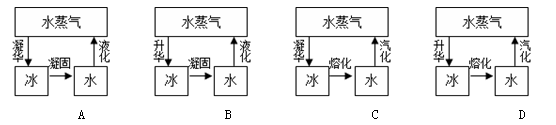 水蒸气 水蒸气 水蒸气 水蒸气
凝华 液化 升华 液化 凝华 汽化 升华 汽化
冰 凝固 水 冰 凝固 水 冰 熔化 水 冰 熔化 水
A B C D